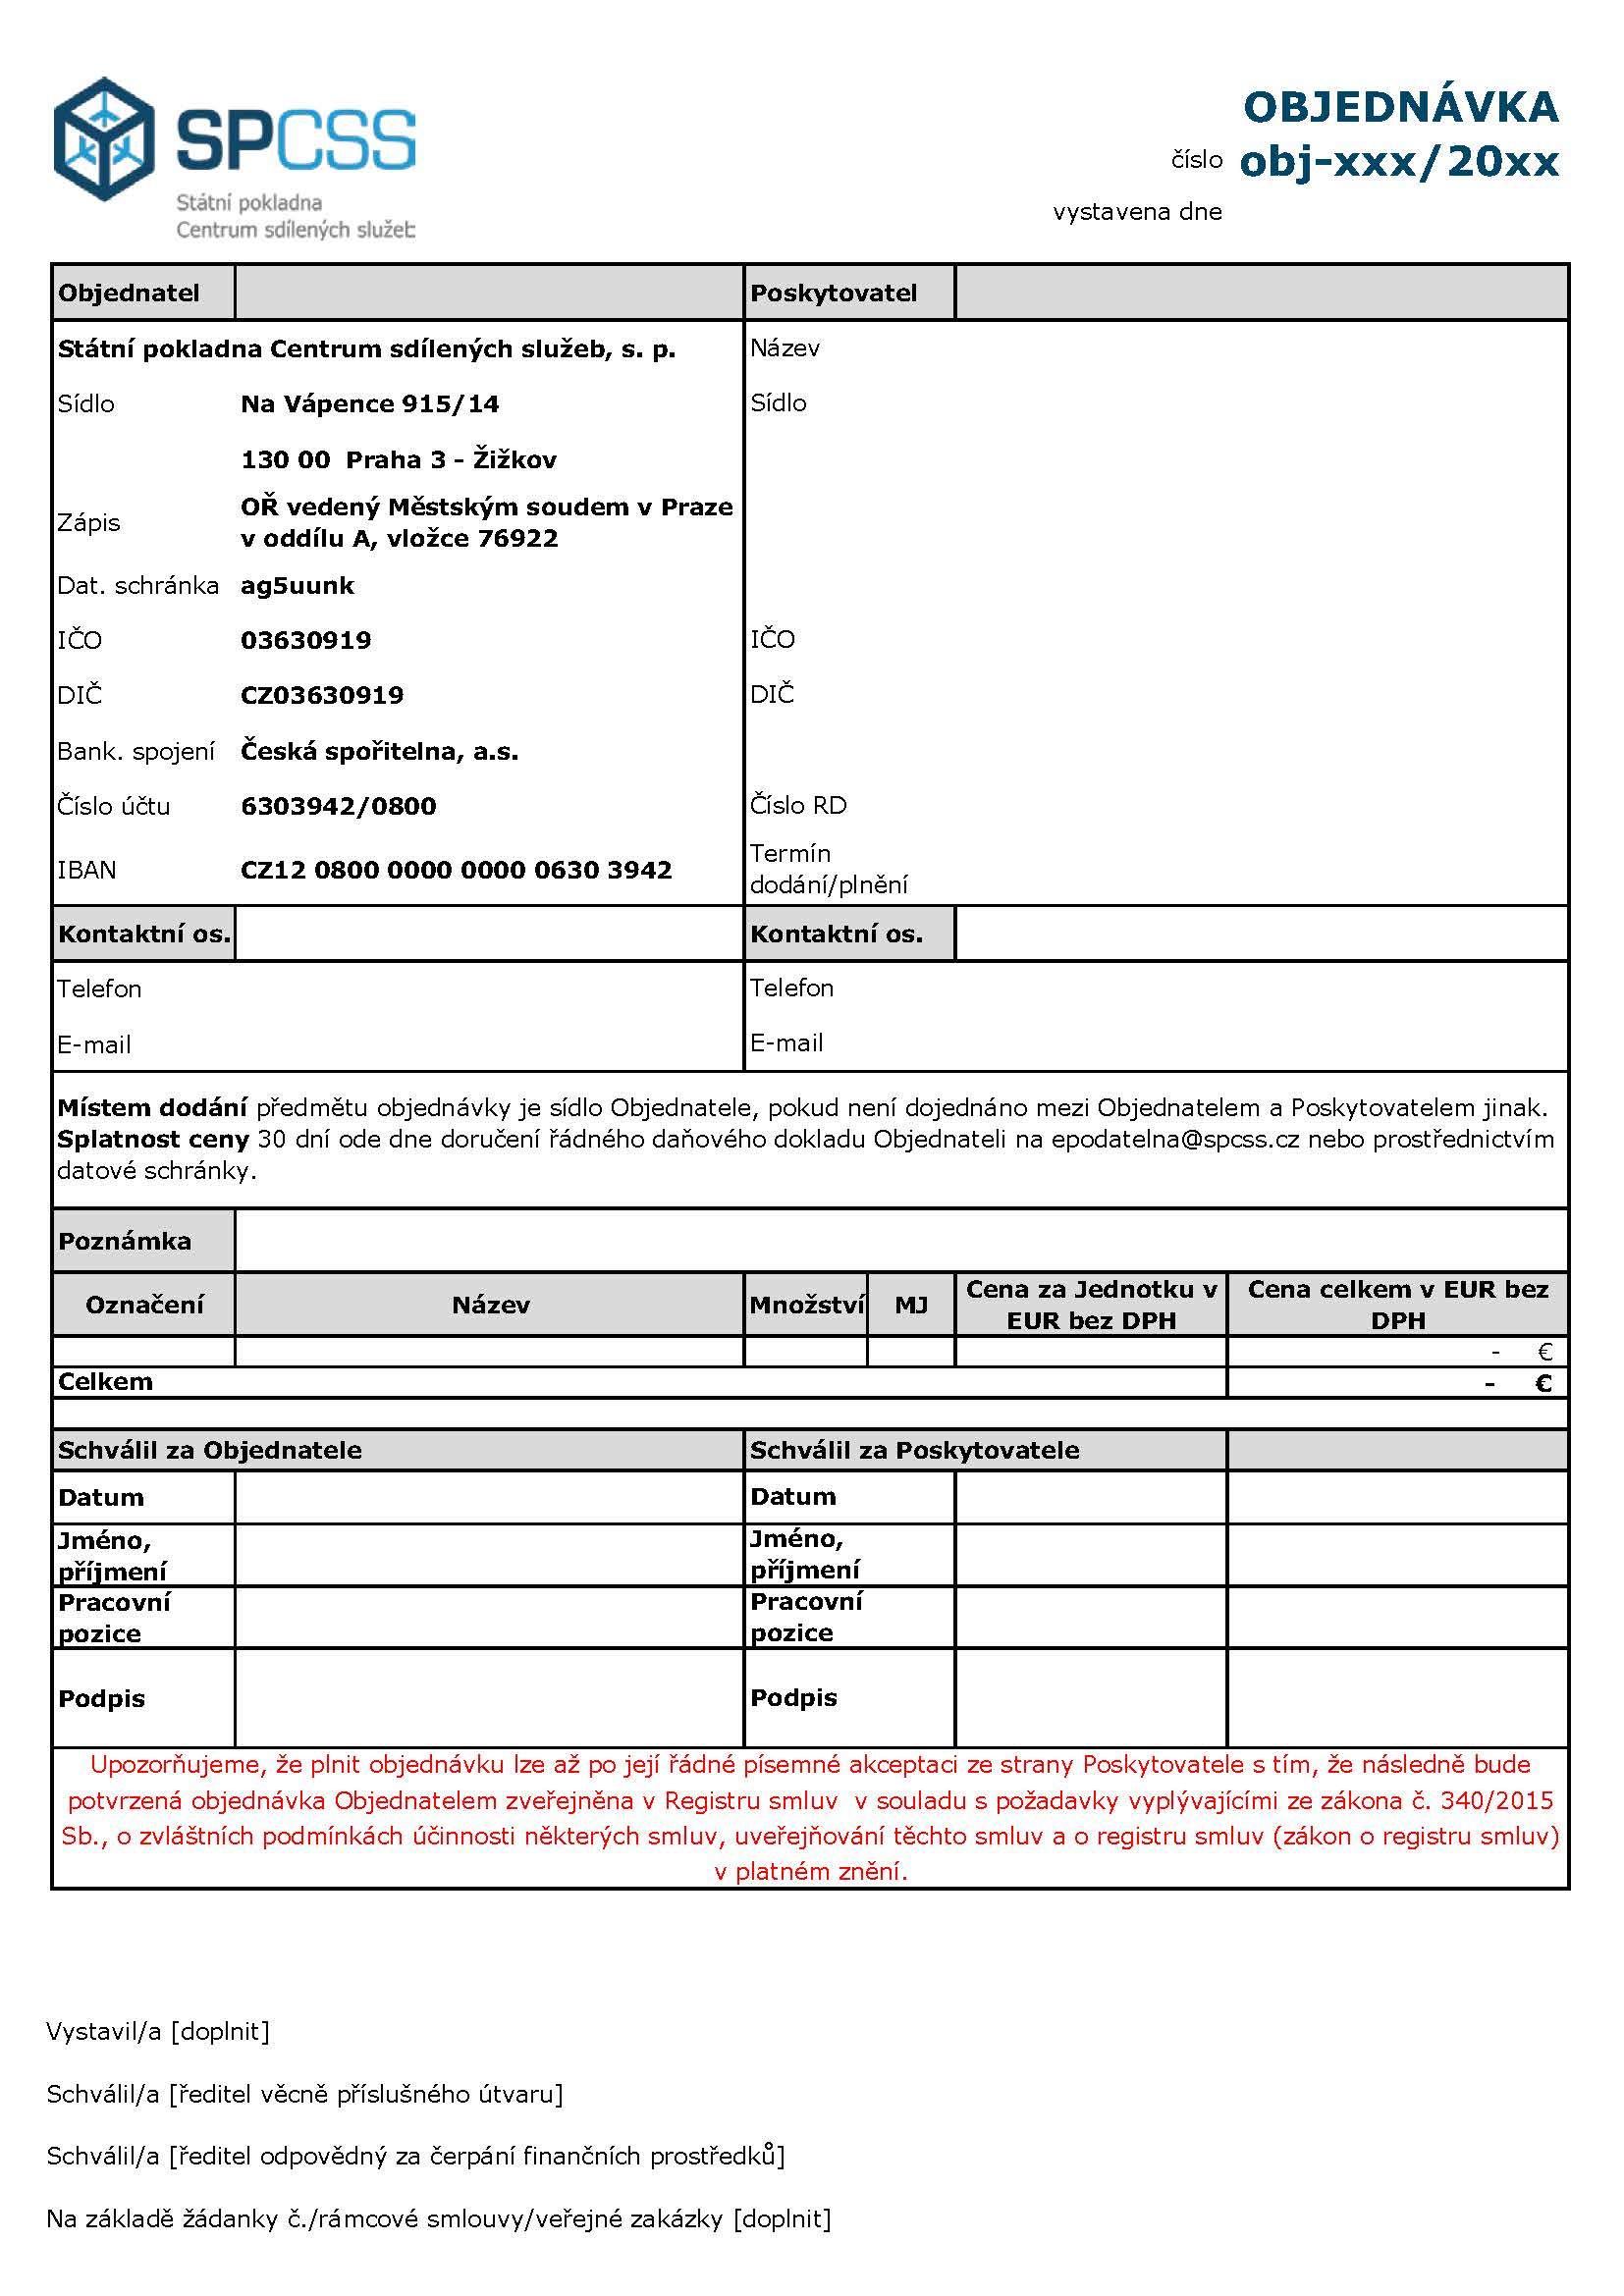 SPCSS
Státní pokladna
Centrum sdílených služeb
OBJEDNÁVKA
číslo obj-xxx/20xx
vystavena dne
Objednatel Poskytovatel
Státní pokladna Centrum sdílených služeb, s. p. Název
Sídlo Na Vápence 915/14 Sídlo
130 00  Praha 3 - Žižkov
Zápis OŘ vedený Městským soudem v Praze
v oddílu A, vložce 76922
Dat. schránka ag5uunk
IČO 03630919 IČO
DIČ CZ03630919 DIČ
Bank. spojení Česká spořitelna, a.s.
Číslo účtu 6303942/0800 Číslo RD
IBAN CZ12 0800 0000 0000 0630 3942 Termín
dodání/plnění
Kontaktní os. Kontaktní os.
Telefon Telefon
E-mail E-mail
Místem dodání předmětu objednávky je sídlo Objednatele, pokud není dojednáno mezi Objednatelem a Poskytovatelem jinak.
Splatnost ceny 30 dní ode dne doručení řádného daňového dokladu Objednateli na epodatelna@spcss.cz nebo prostřednictvím
datové schránky.
Poznámka
Označení Název Množství MJ Cena za Jednotku v
EUR bez DPH Cena celkem v EUR bez
DPH
- €
Celkem - €
Schválil za Objednatele Schválil za Poskytovatele
Datum Datum
Jméno,
příjmení Jméno,
příjmení
Pracovní
pozice Pracovní
pozice
Podpis Podpis
Upozorňujeme, že plnit objednávku lze až po její řádné písemné akceptaci ze strany Poskytovatele s tím, že následně bude
potvrzená objednávka Objednatelem zveřejněna v Registru smluv  v souladu s požadavky vyplývajícími ze zákona č. 340/2015
Sb., o zvláštních podmínkách účinnosti některých smluv, uveřejňování těchto smluv a o registru smluv (zákon o registru smluv)
v platném znění.
Vystavil/a [doplnit]
Schválil/a [ředitel věcně příslušného útvaru]
Schválil/a [ředitel odpovědný za čerpání finančních prostředků]
Na základě žádanky č./rámcové smlouvy/veřejné zakázky [doplnit]